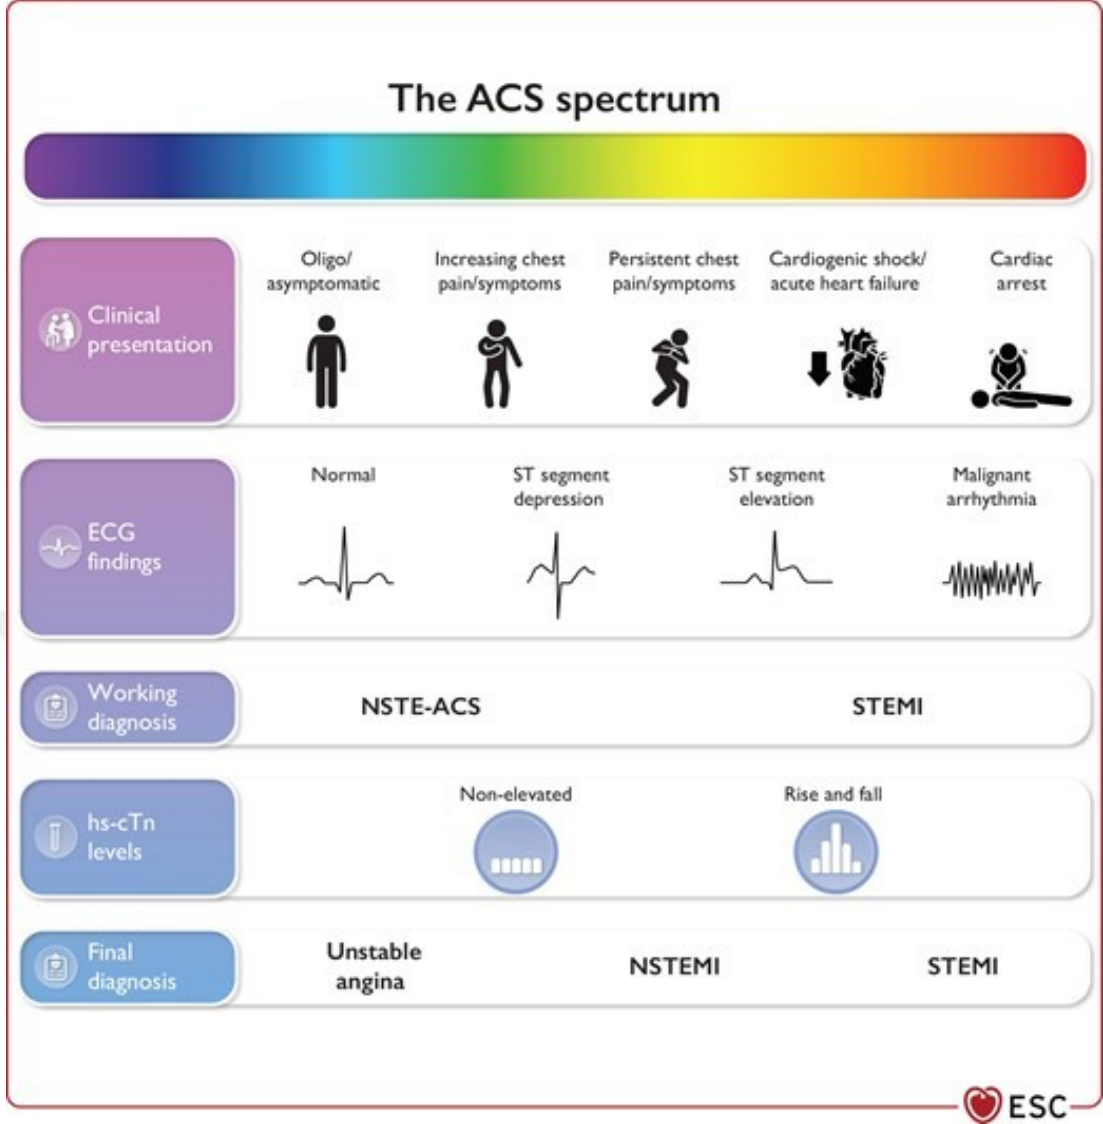 The ACS spectrum
Clinical
presentation
Oligo/
asymptomatic
Increasing chest
pain/symptoms
Persistent chest
pain/symptoms
Cardiogenic shock/
acute heart failure
Cardiac
arrest
ECG
findings
Normal
ST segment
depression
ST segment
elevation
Malignant
arrhythmia
Working
diagnosis
NSTE-ACS
STEMI
hs-cTn
levels
Non-elevated
Rise and fall
Final
diagnosis
Unstable
angina
NSTEMI
STEMI
ESC